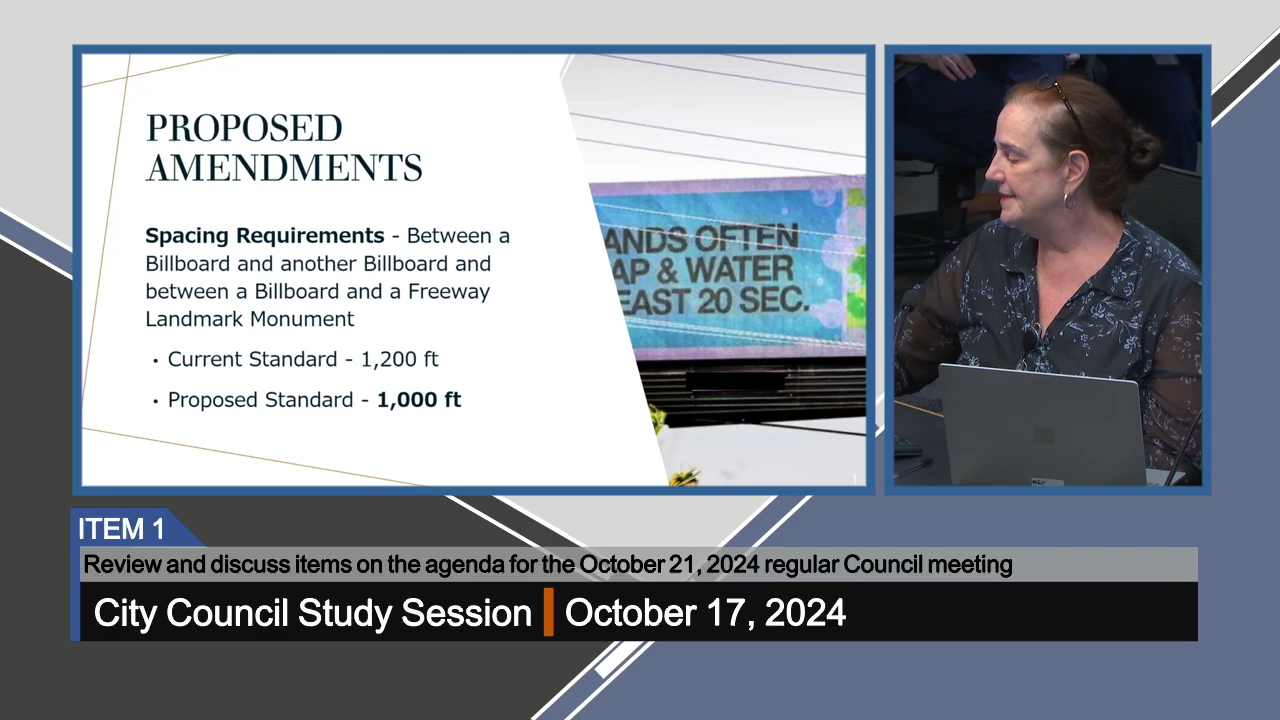 PROPOSED
AMENDMENTS
Spacing Requirements - Between a
Billboard and another Billboard and
between a Billboard and a Freeway
Landmark Monument
• Current Standard - 1,200 ft
• Proposed Standard - 1,000 ft
ANDS OFTEN
AP & WATER
EAST 20 SEC.
1
ITEM 1
Review and discuss items on the agenda for the October 21, 2024 regular Council meeting
City Council Study Session
October 17, 2024